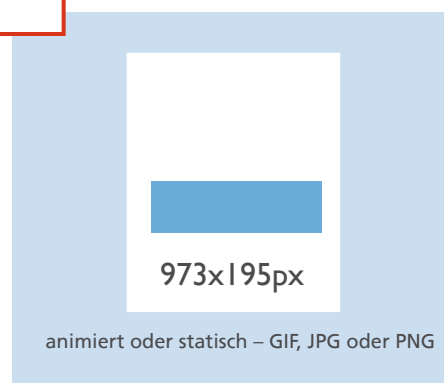 973x195px
animiert oder statisch – GIF, JPG oder PNG